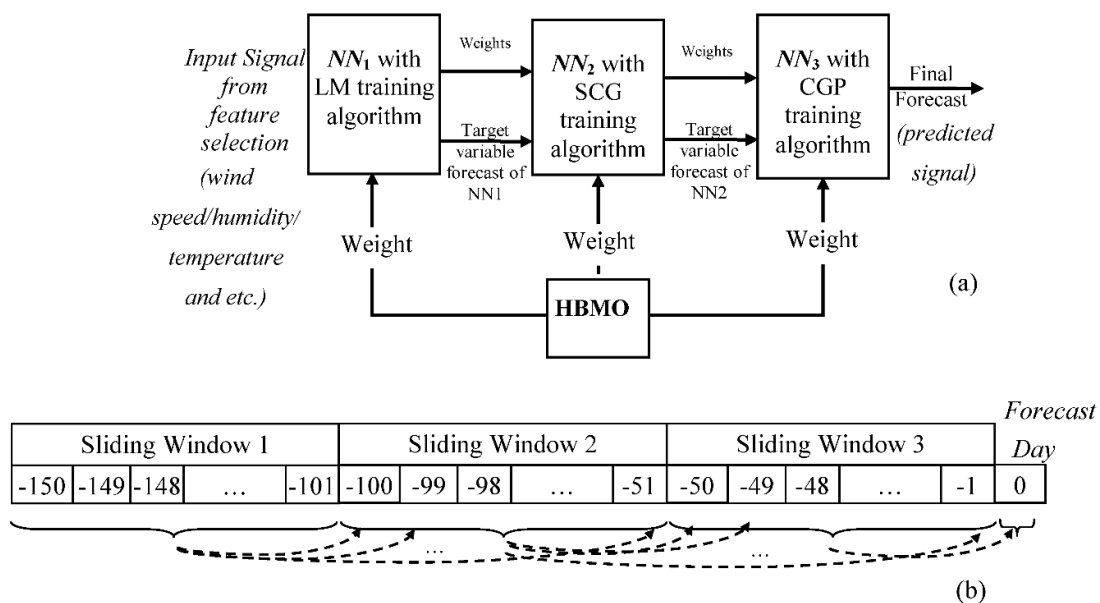 Input Signal
from
feature
selection
(wind
speed/humidity/
temperature
and etc.)
NN1 with
LM training
algorithm
Weights
Target
variable
forecast of
NN1
NN2 with
SCG
training
algorithm
Weights
Target
variable
forecast of
NN2
NN3 with
CGP
training
algorithm
Final
Forecast
(predicted
signal)
Weight
Weight
Weight
HBMO
(a)
Forecast
Day
Sliding Window 1 Sliding Window 2 Sliding Window 3
-150 -149 -148 … -101 -100 -99 -98 … -51 -50 -49 -48 … -1 0
… … 
(b)